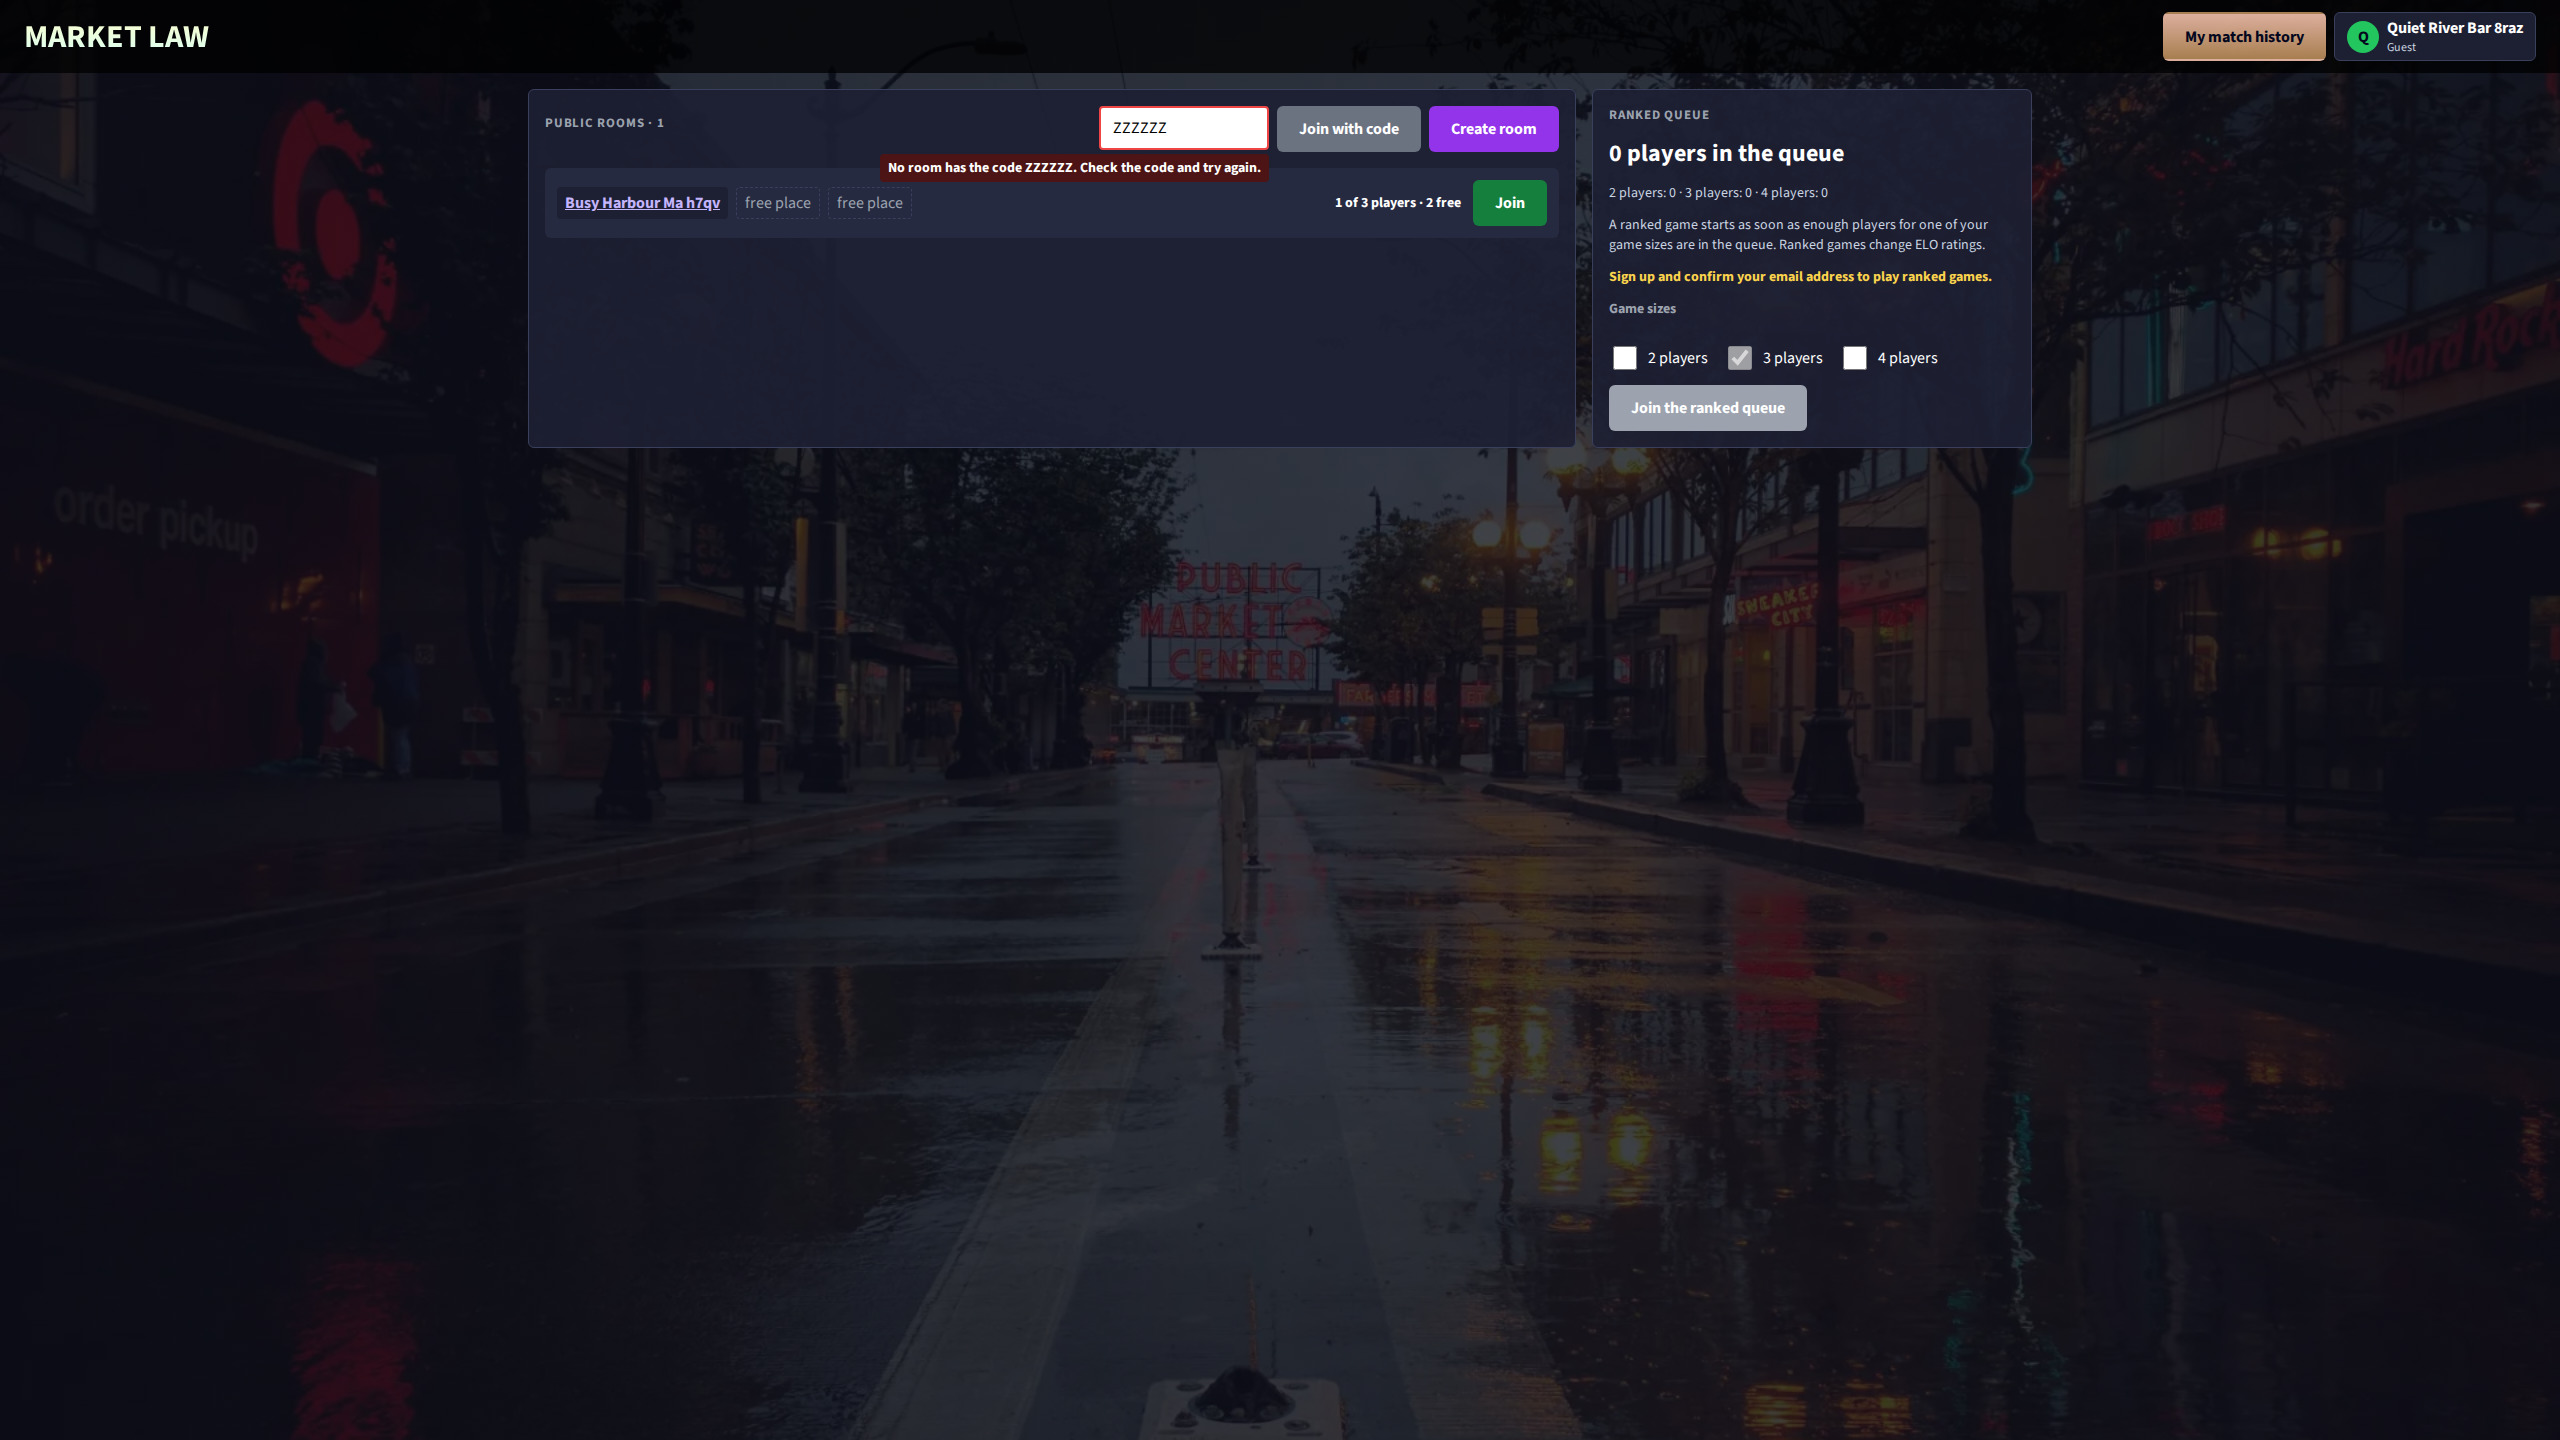 MARKET LAW
My match history
Q
Quiet River Bar 8raz
Guest
PUBLIC ROOMS · 1
ZZZZZZ
Join with code
Create room
No room has the code ZZZZZZ. Check the code and try again.
Busy Harbour Ma h7qv
free place
free place
1 of 3 players · 2 free
Join
RANKED QUEUE
0 players in the queue
2 players: 0 · 3 players: 0 · 4 players: 0
A ranked game starts as soon as enough players for one of your
game sizes are in the queue. Ranked games change ELO ratings.
Sign up and confirm your email address to play ranked games.
Game sizes
2 players
3 players
4 players
Join the ranked queue
order pickup
Hard Rock
PUBLIC
MARKET
CENTER
SNEAKER
CITY